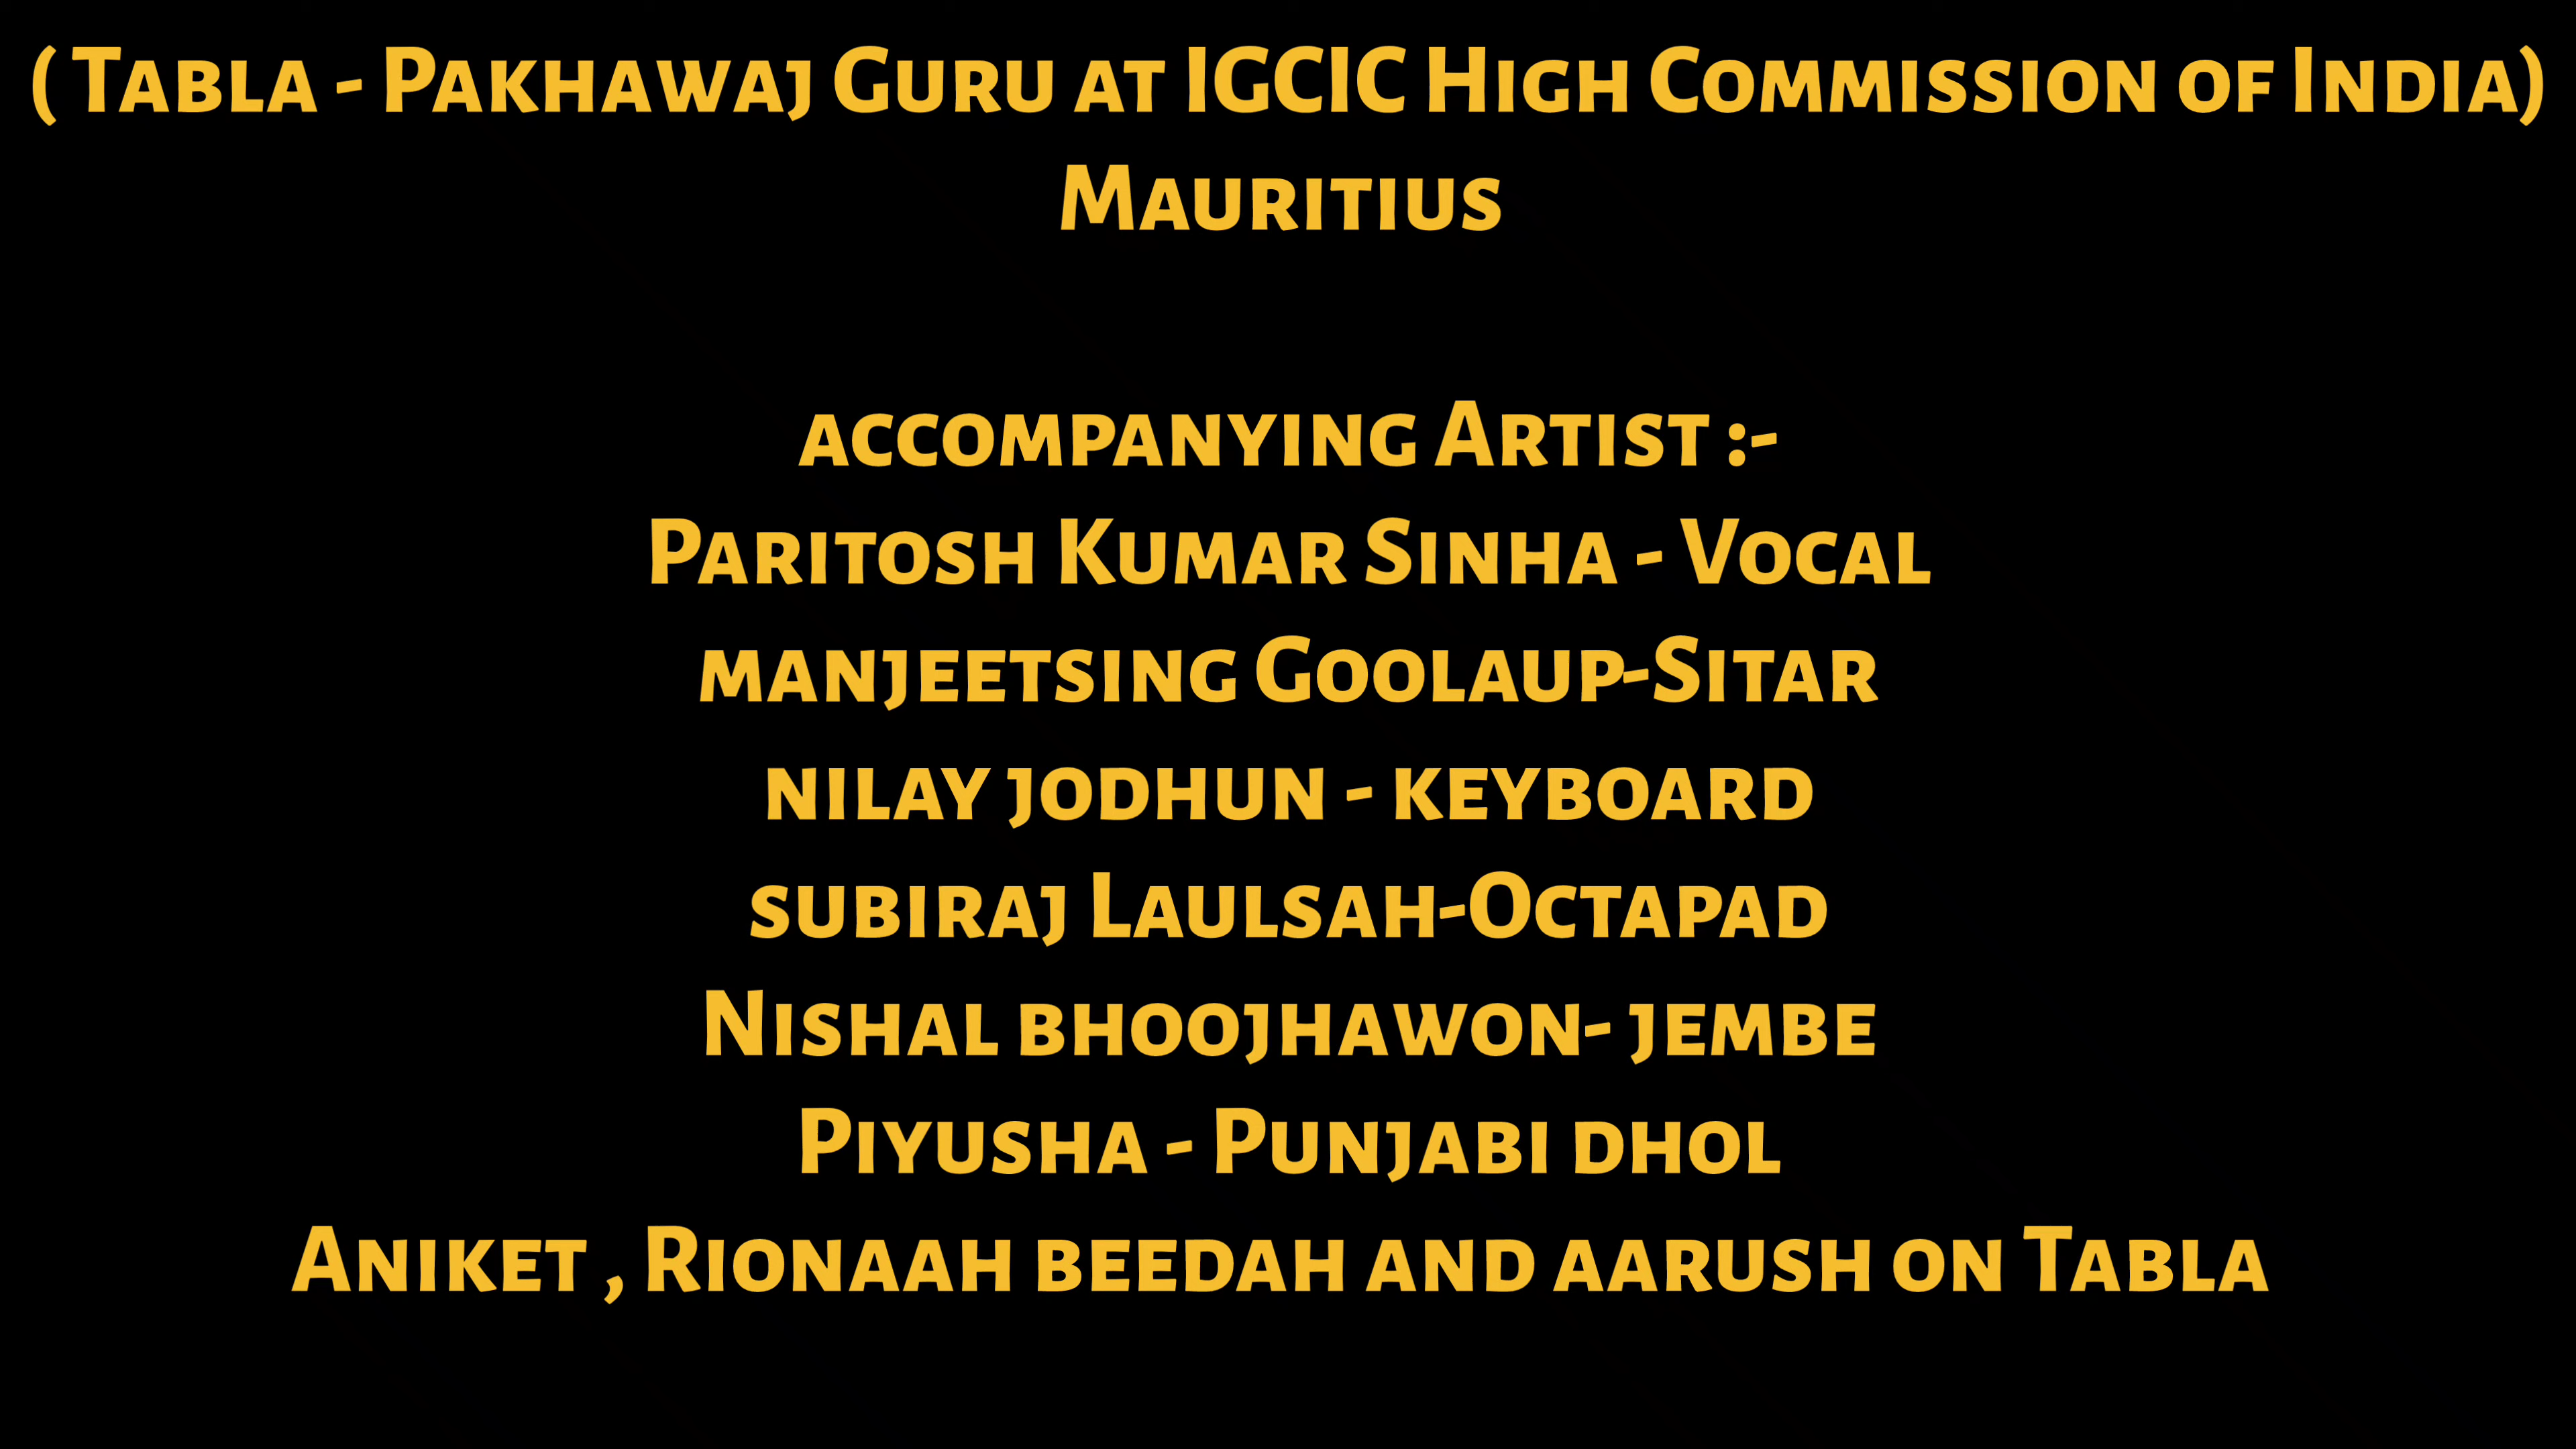 ( Tabla - Pakhawaj Guru at IGCIC High Commission of India)
Mauritius
accompanying Artist :-
Paritosh Kumar Sinha - Vocal
manjeetsing Goolaup-Sitar
nilay jodhun - keyboard
subiraj Laulsah-Octapad
Nishal bhoojhawon- jembe
Piyusha - Punjabi dhol
Aniket , Rionaah beedah and aarush on Tabla